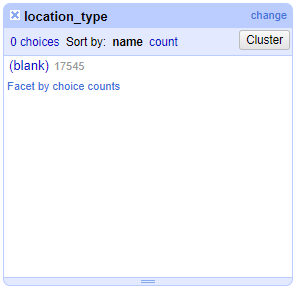 location_type change
0 choices Sort by: name count Cluster
(blank) 17545
Facet by choice counts